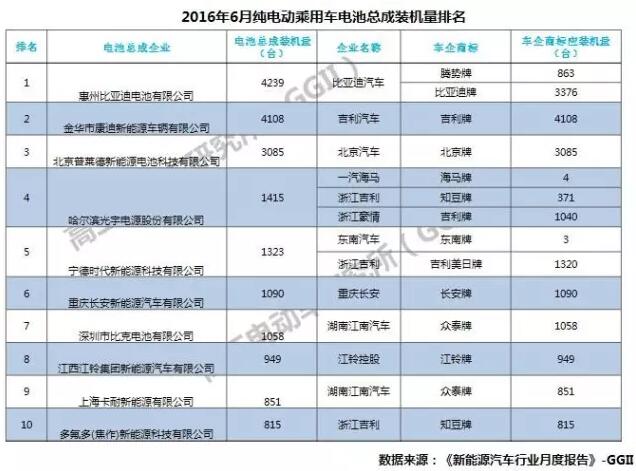 2016年6月纯电动乘用车电池总成装机量排名
排名 电池总成企业 电池总成装机量（台） 企业名称 车企商标 车企商标应装机量（台）
1 惠州比亚迪电池有限公司 4239 比亚迪汽车 腾势牌 863
比亚迪牌 3376
2 金华市康迪新能源车辆有限公司 4108 吉利汽车 吉利牌 4108
3 北京普莱德新能源电池科技有限公司 3085 北京汽车 北京牌 3085
4 哈尔滨光宇电源股份有限公司 1415 一汽海马 海马牌 4
浙江吉利 知豆牌 371
浙江豪情 吉利牌 1040
5 宁德时代新能源科技有限公司 1323 东南汽车 东南牌 3
浙江吉利 吉利美日牌 1320
6 重庆长安新能源汽车有限公司 1090 重庆长安 长安牌 1090
7 深圳市比克电池有限公司 1058 湖南江南汽车 众泰牌 1058
8 江西江铃集团新能源汽车有限公司 949 江铃控股 江铃牌 949
9 上海卡耐新能源有限公司 851 湖南江南汽车 众泰牌 851
10 多氟多(焦作)新能源科技有限公司 815 浙江吉利 知豆牌 815
数据来源：《新能源汽车行业月度报告》-GGII